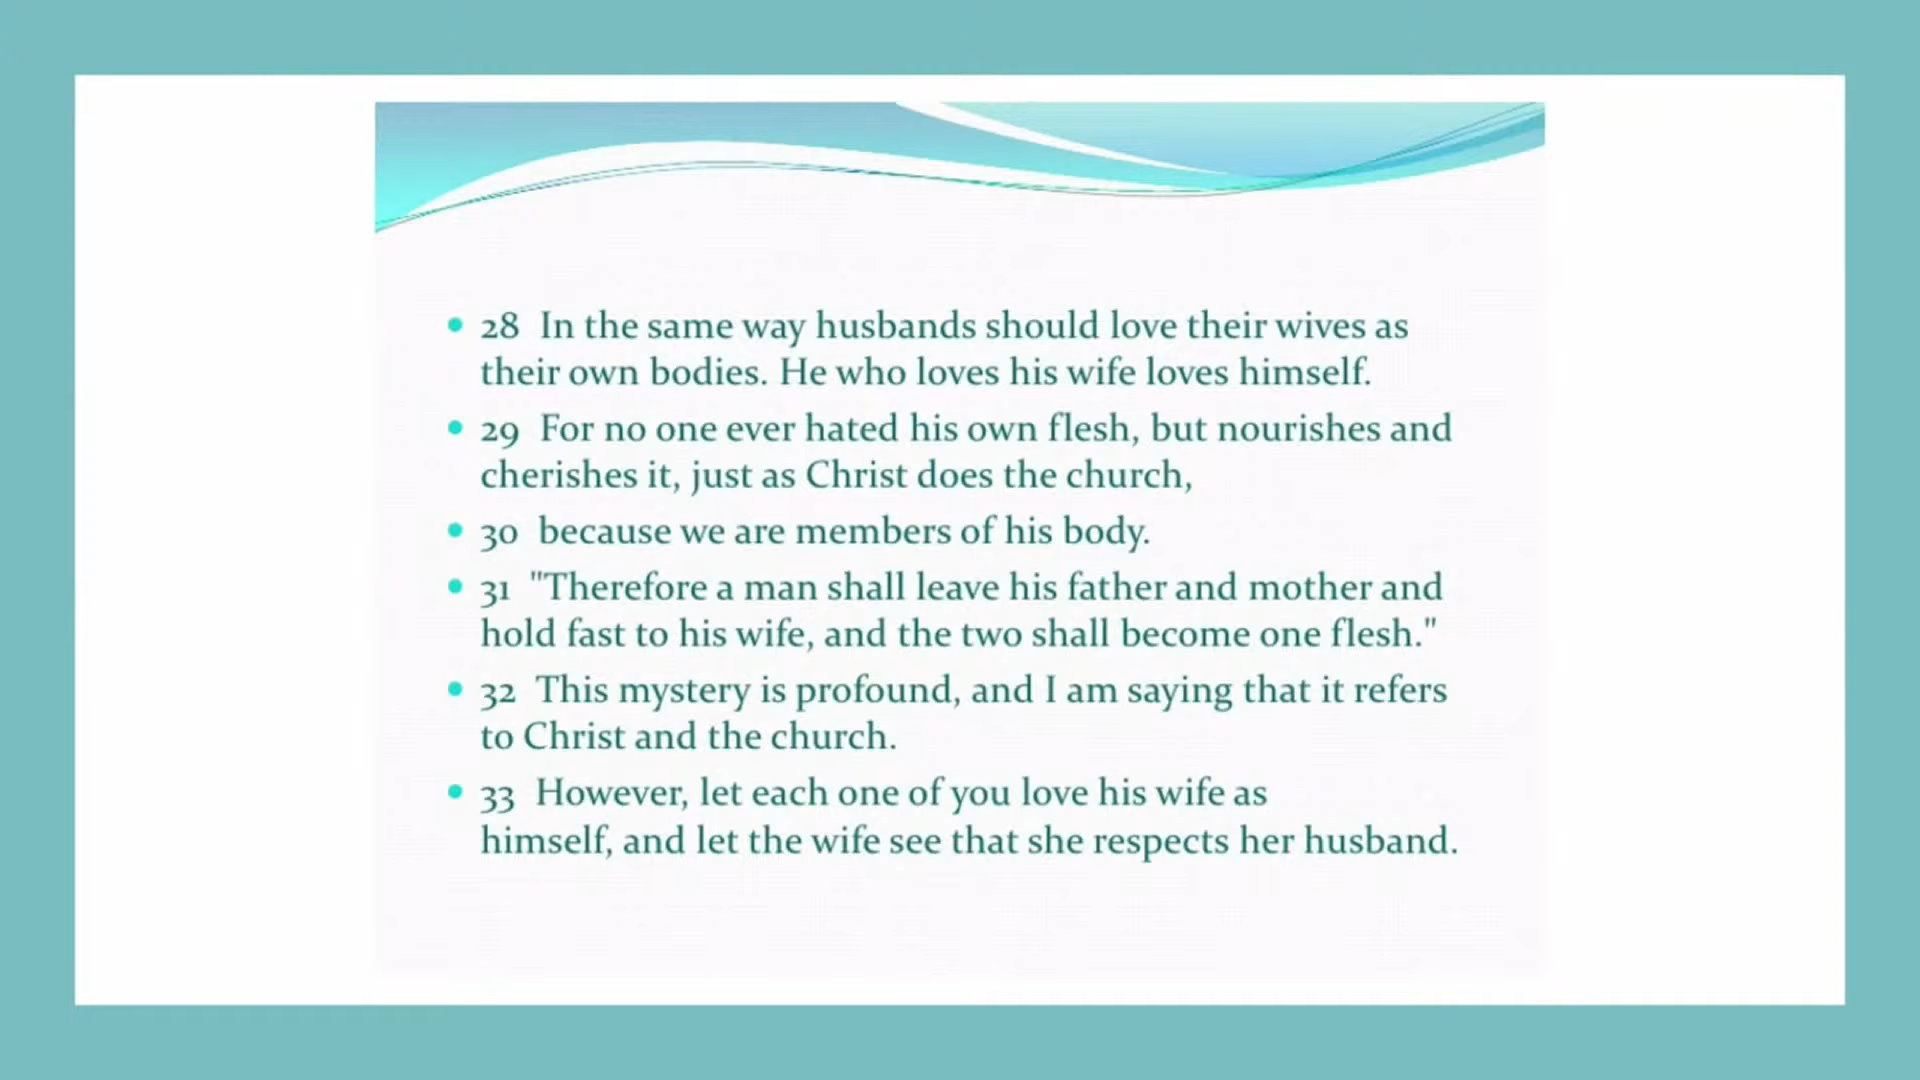 • 28 In the same way husbands should love their wives as
their own bodies. He who loves his wife loves himself.
• 29 For no one ever hated his own flesh, but nourishes and
cherishes it, just as Christ does the church,
• 30 because we are members of his body.
• 31 "Therefore a man shall leave his father and mother and
hold fast to his wife, and the two shall become one flesh."
• 32 This mystery is profound, and I am saying that it refers
to Christ and the church.
• 33 However, let each one of you love his wife as
himself, and let the wife see that she respects her husband.